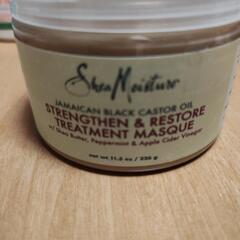 SheaMoisture
JAMAICAN BLACK CASTOR OIL
STRENGTHEN & RESTORE
TREATMENT MASQUE
w/ Shea Butter, Peppermint & Apple Cider Vinegar
net wt. 11.5 oz / 326 g